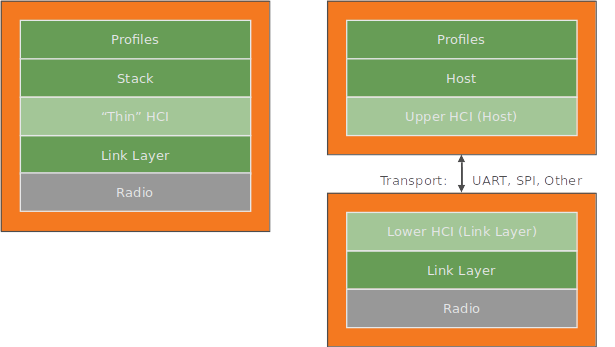 Profiles
Stack
“Thin” HCI
Link Layer
Radio
Profiles
Host
Upper HCI (Host)
Transport: UART, SPI, Other
Lower HCI (Link Layer)
Link Layer
Radio